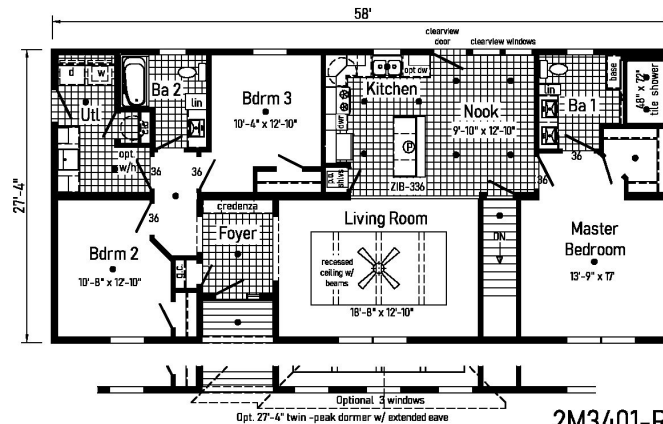 58'
clearview
door
clearview windows
d
w
Utl
Ba 2
lin
Bdrm 3
10'-4" x 12'-10"
opt dw
Kitchen
Nook
9'-10" x 12'-10"
lin
Ba 1
base
48" x 72"
tile shower
opt.
w/h
36
36
ZIB-336
P
shlvs
36
36
27'-4"
36
credenza
Foyer
Living Room
DN
Master
Bedroom
13'-9" x 17'
Bdrm 2
10'-8" x 12'-10"
g.c.
recessed
ceiling w/
beams
18'-8" x 12'-10"
Optional 3 windows
Opt. 27'-4" twin -peak dormer w/ extended eave
2M3401-R